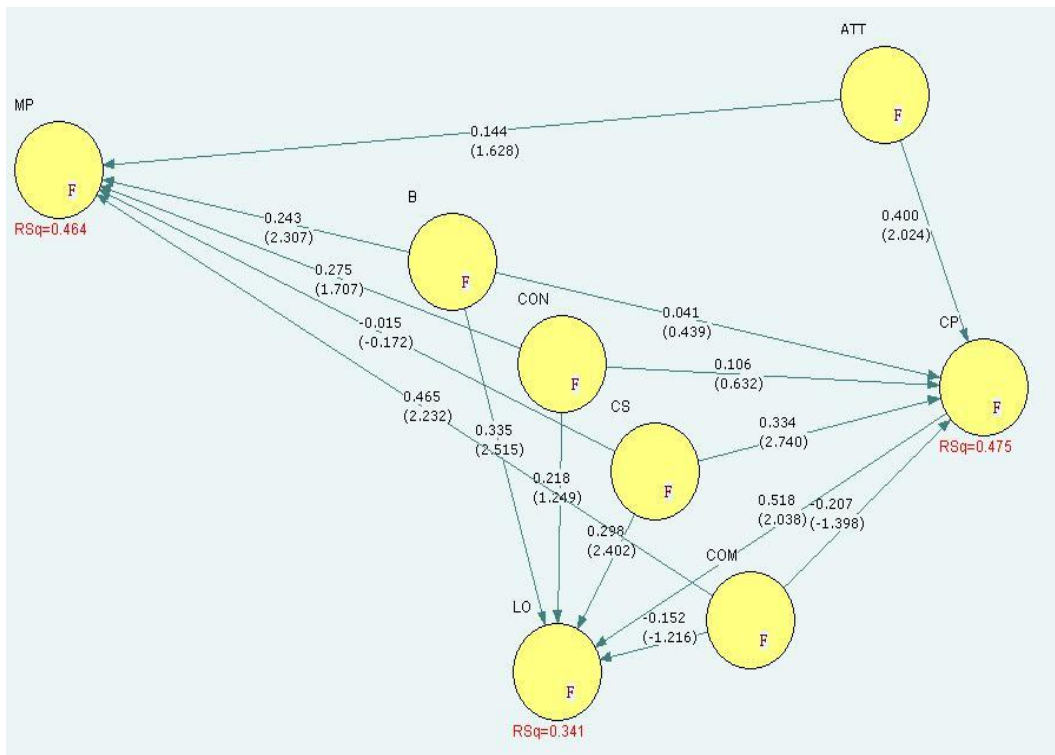 ATT
F
MP
F
RSq=0.464
0.144
(1.628)
B
F
0.243
(2.307)
0.400
(2.024)
0.275
(1.707)
CON
F
0.041
(0.439)
CP
F
RSq=0.475
-0.015
(-0.172)
0.106
(0.632)
CS
F
0.465
(2.232)
0.335
(2.515)
0.334
(2.740)
0.218
(1.249)
0.518
(2.038)
-0.207
(-1.398)
0.298
(2.402)
COM
F
LO
F
RSq=0.341
-0.152
(-1.216)